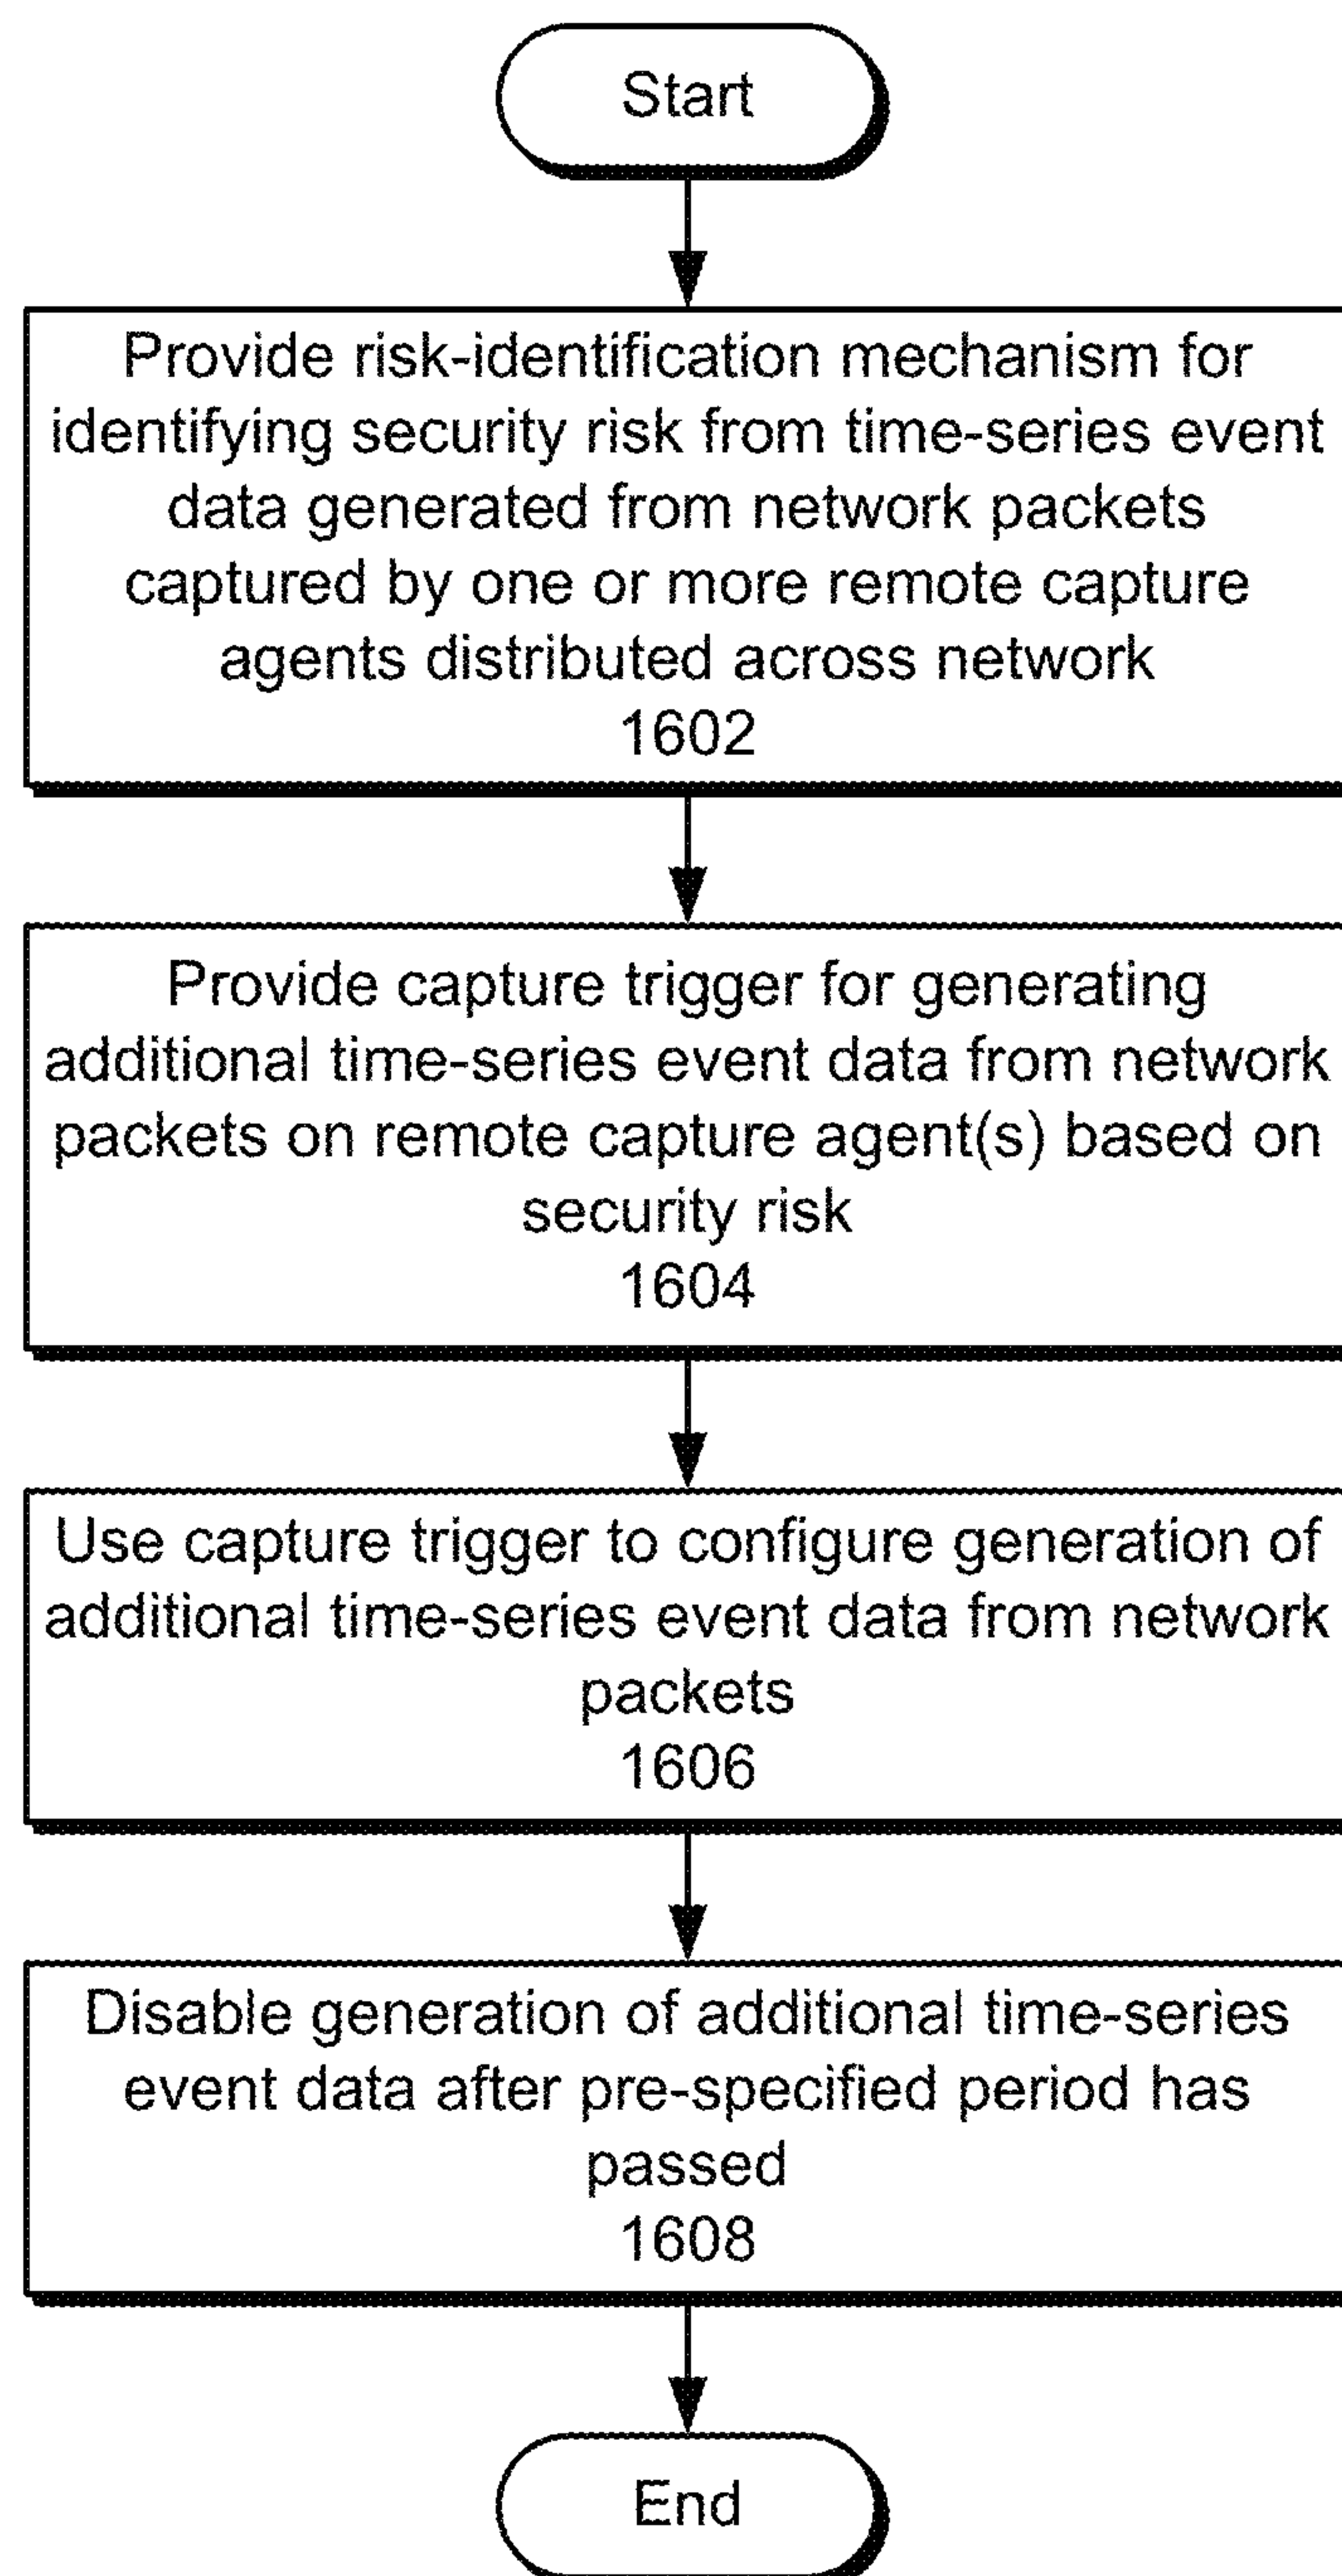 Start
Provide risk-identification mechanism for
identifying security risk from time-series event
data generated from network packets
captured by one or more remote capture
agents distributed across network
1602
Provide capture trigger for generating
additional time-series event data from network
packets on remote capture agent(s) based on
security risk
1604
Use capture trigger to configure generation of
additional time-series event data from network
packets
1606
Disable generation of additional time-series
event data after pre-specified period has
passed
1608
End